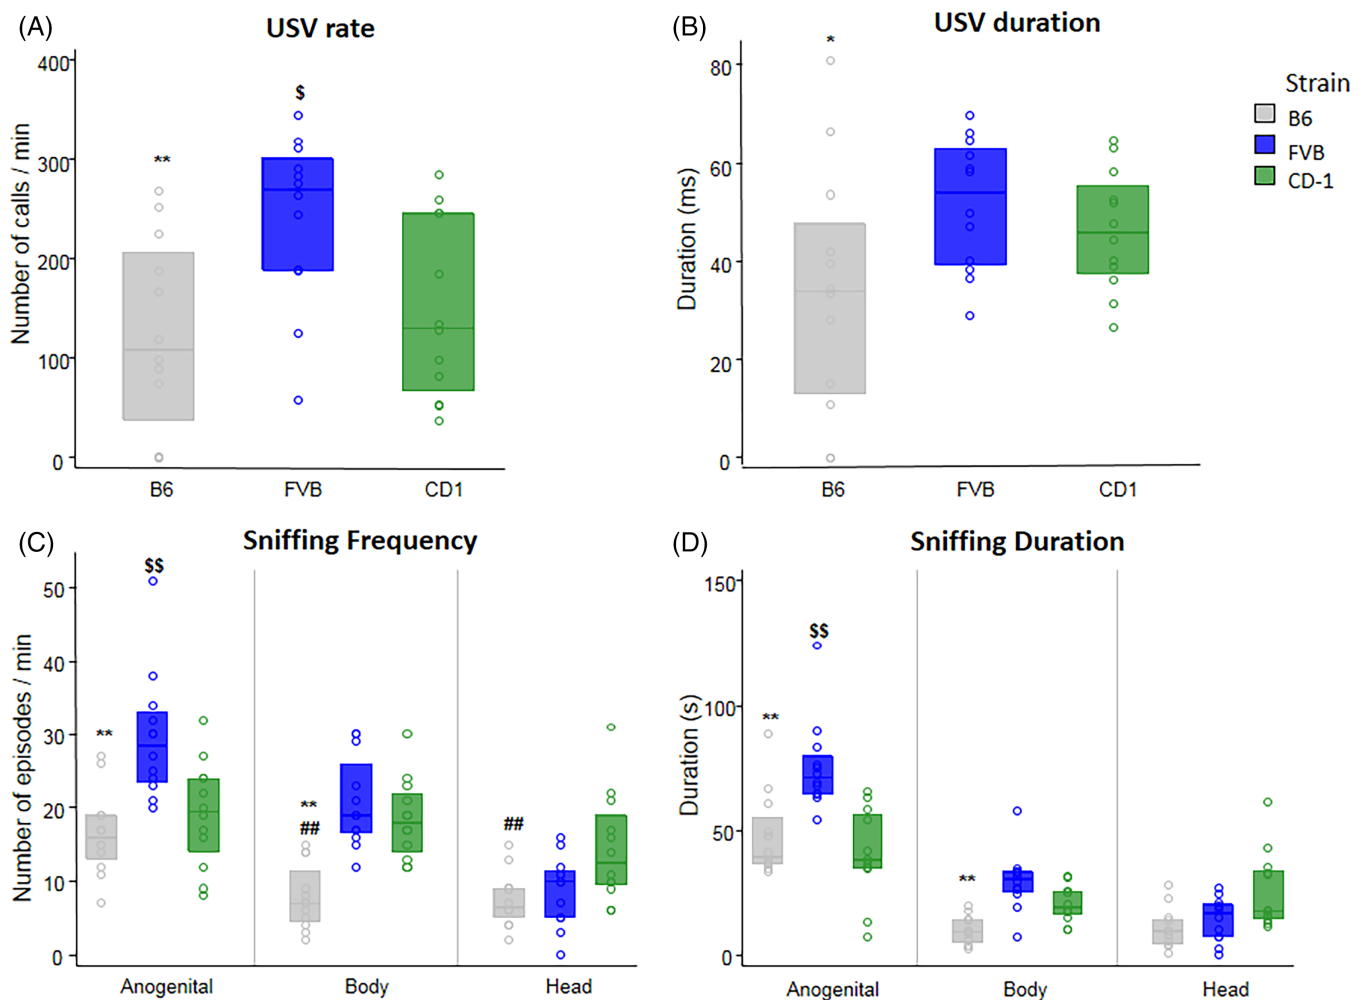 (A)
USV rate
Number of calls / min
400
300
200
100
0
**
$
B6
FVB
CD1
(B)
USV duration
Duration (ms)
80
60
40
20
0
*
B6
FVB
CD1
Strain
B6
FVB
CD-1
(C)
Sniffing Frequency
Number of episodes / min
50
40
30
20
10
0
**
$$
**
##
##
Anogenital
Body
Head
(D)
Sniffing Duration
Duration (s)
150
100
50
0
**
$$
**
Anogenital
Body
Head